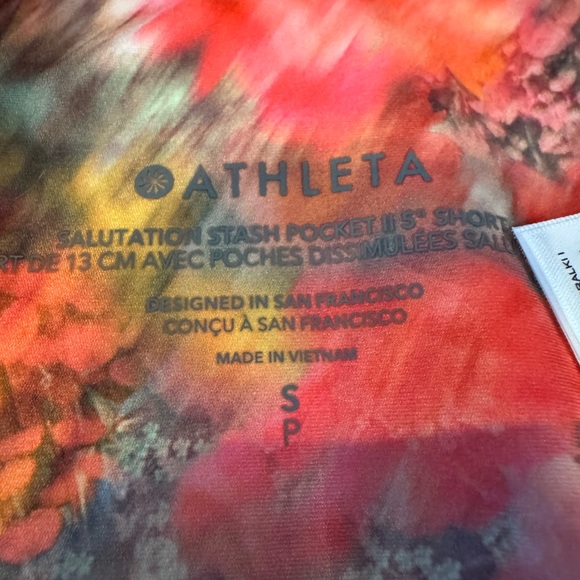 ATHLETA
SALUTATION STASH POCKET II 5" SHORT
DE 13 CM AVEC POCHES DISSIMULÉES
DESIGNED IN SAN FRANCISCO
CONÇU À SAN FRANCISCO
MADE IN VIETNAM
S
P